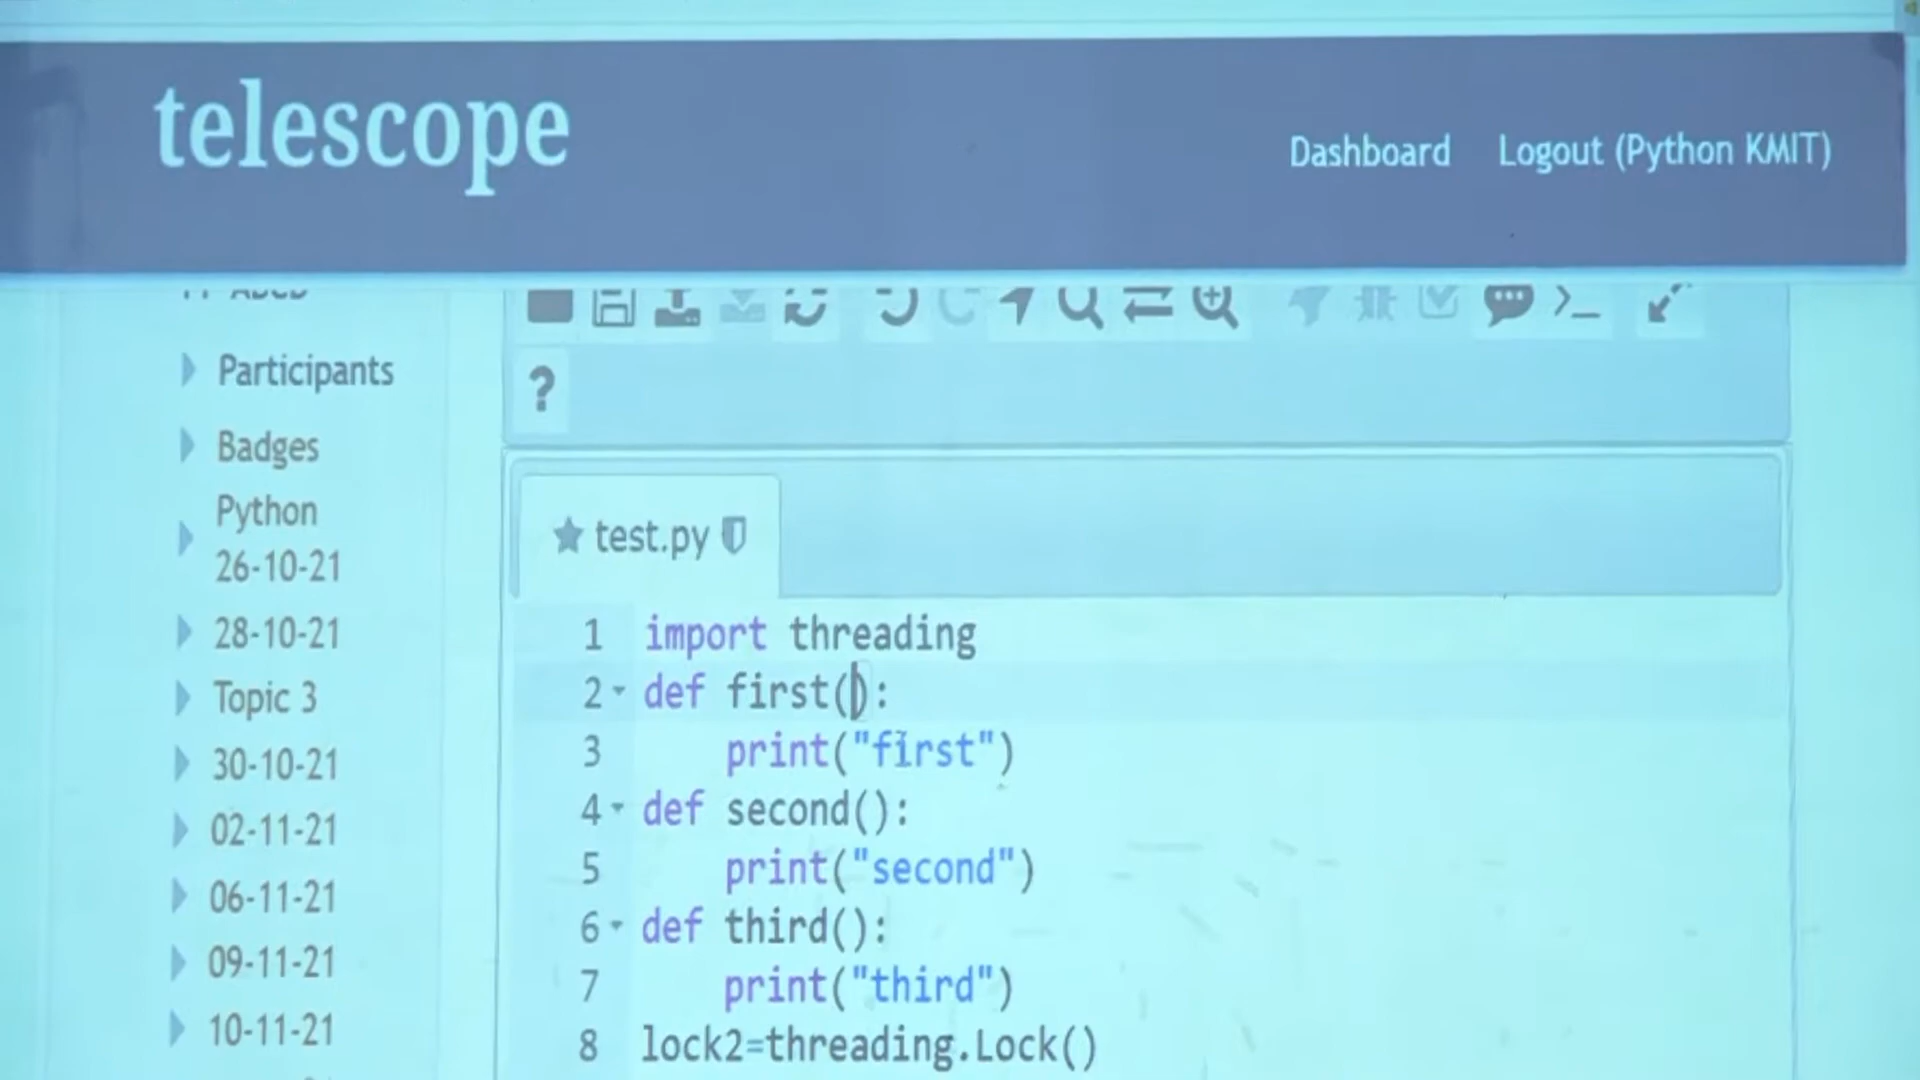 telescope
Dashboard
Logout (Python KMIT)
Participants
Badges
Python
26-10-21
28-10-21
Topic 3
30-10-21
02-11-21
06-11-21
09-11-21
10-11-21
?
test.py
1 import threading
2 def first():
3 print("first")
4 def second():
5 print("second")
6 def third():
7 print("third")
8 lock2=threading.Lock()